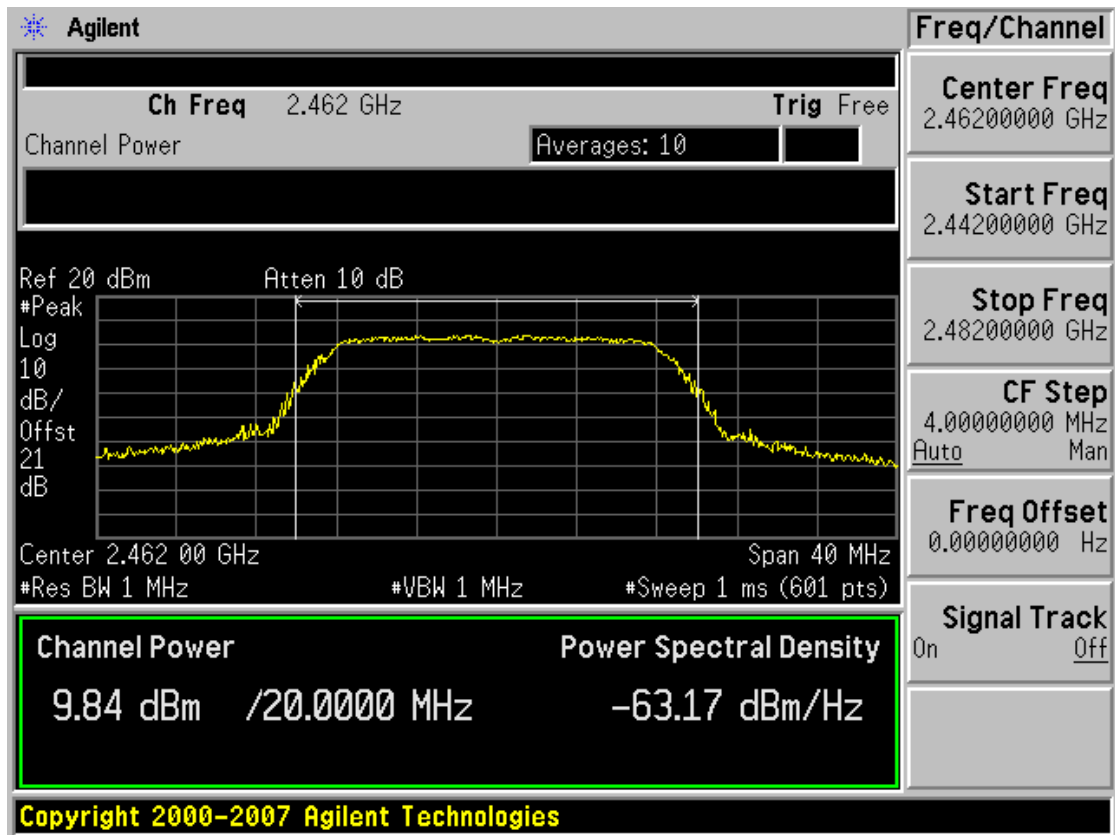 Agilent
Freq/Channel
Ch Freq 2.462 GHz Trig Free
Channel Power Averages: 10
Ref 20 dBm Atten 10 dB
#Peak
Log
10
dB/
Offst
21
dB
Center 2.462 00 GHz Span 40 MHz
#Res BW 1 MHz #VBW 1 MHz #Sweep 1 ms (601 pts)
Channel Power Power Spectral Density
9.84 dBm /20.0000 MHz -63.17 dBm/Hz
Center Freq
2.46200000 GHz
Start Freq
2.44200000 GHz
Stop Freq
2.48200000 GHz
CF Step
4.00000000 MHz
Auto Man
Freq Offset
0.00000000 Hz
Signal Track
On Off
Copyright 2000-2007 Agilent Technologies